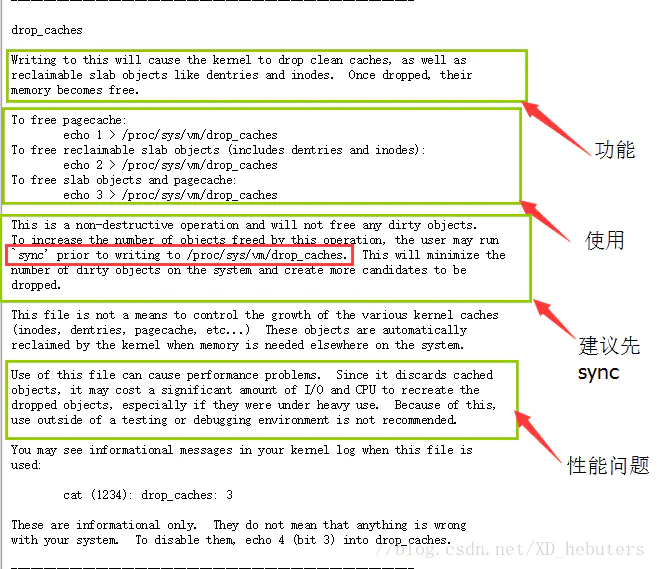 drop_caches
Writing to this will cause the kernel to drop clean caches, as well as
reclaimable slab objects like dentries and inodes.  Once dropped, their
memory becomes free.
功能
To free pagecache:
echo 1 > /proc/sys/vm/drop_caches
To free reclaimable slab objects (includes dentries and inodes):
echo 2 > /proc/sys/vm/drop_caches
To free slab objects and pagecache:
echo 3 > /proc/sys/vm/drop_caches
使用
This is a non-destructive operation and will not free any dirty objects.
To increase the number of objects freed by this operation, the user may run
`sync' prior to writing to /proc/sys/vm/drop_caches.  This will minimize the
number of dirty objects on the system and create more candidates to be
dropped.
建议先
sync
This file is not a means to control the growth of the various kernel caches
(inodes, dentries, pagecache, etc...)  These objects are automatically
reclaimed by the kernel when memory is needed elsewhere on the system.
Use of this file can cause performance problems.  Since it discards cached
objects, it may cost a significant amount of I/O and CPU to recreate the
dropped objects, especially if they were under heavy use.  Because of this,
use outside of a testing or debugging environment is not recommended.
性能问题
You may see informational messages in your kernel log when this file is
used:
cat (1234): drop_caches: 3
These are informational only.  They do not mean that anything is wrong
with your system.  To disable them, echo 4 (bit 3) into drop_caches.
//blog.csdn.net/XD_hebuters